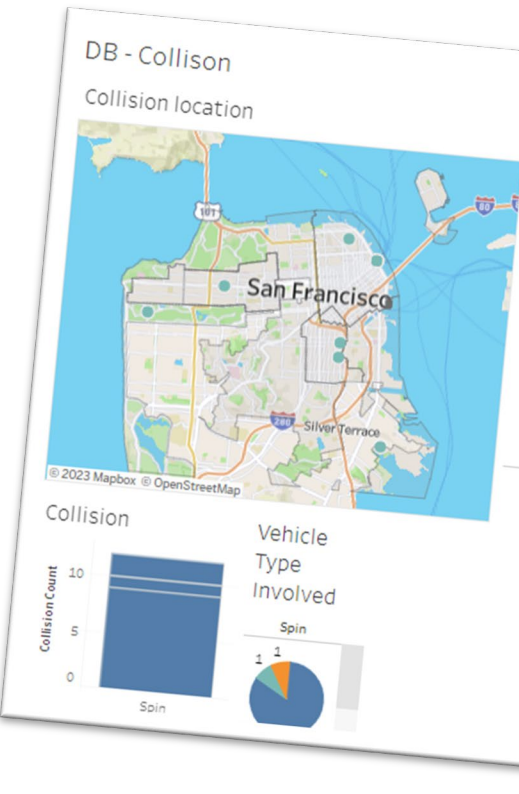 DB - Collison
Collision location
101
80
San Francisco
280
Silver Terrace
© 2023 Mapbox © OpenStreetMap
Collision
Vehicle
Type
Involved
Collision Count
10
5
0
Spin
Spin
1
1